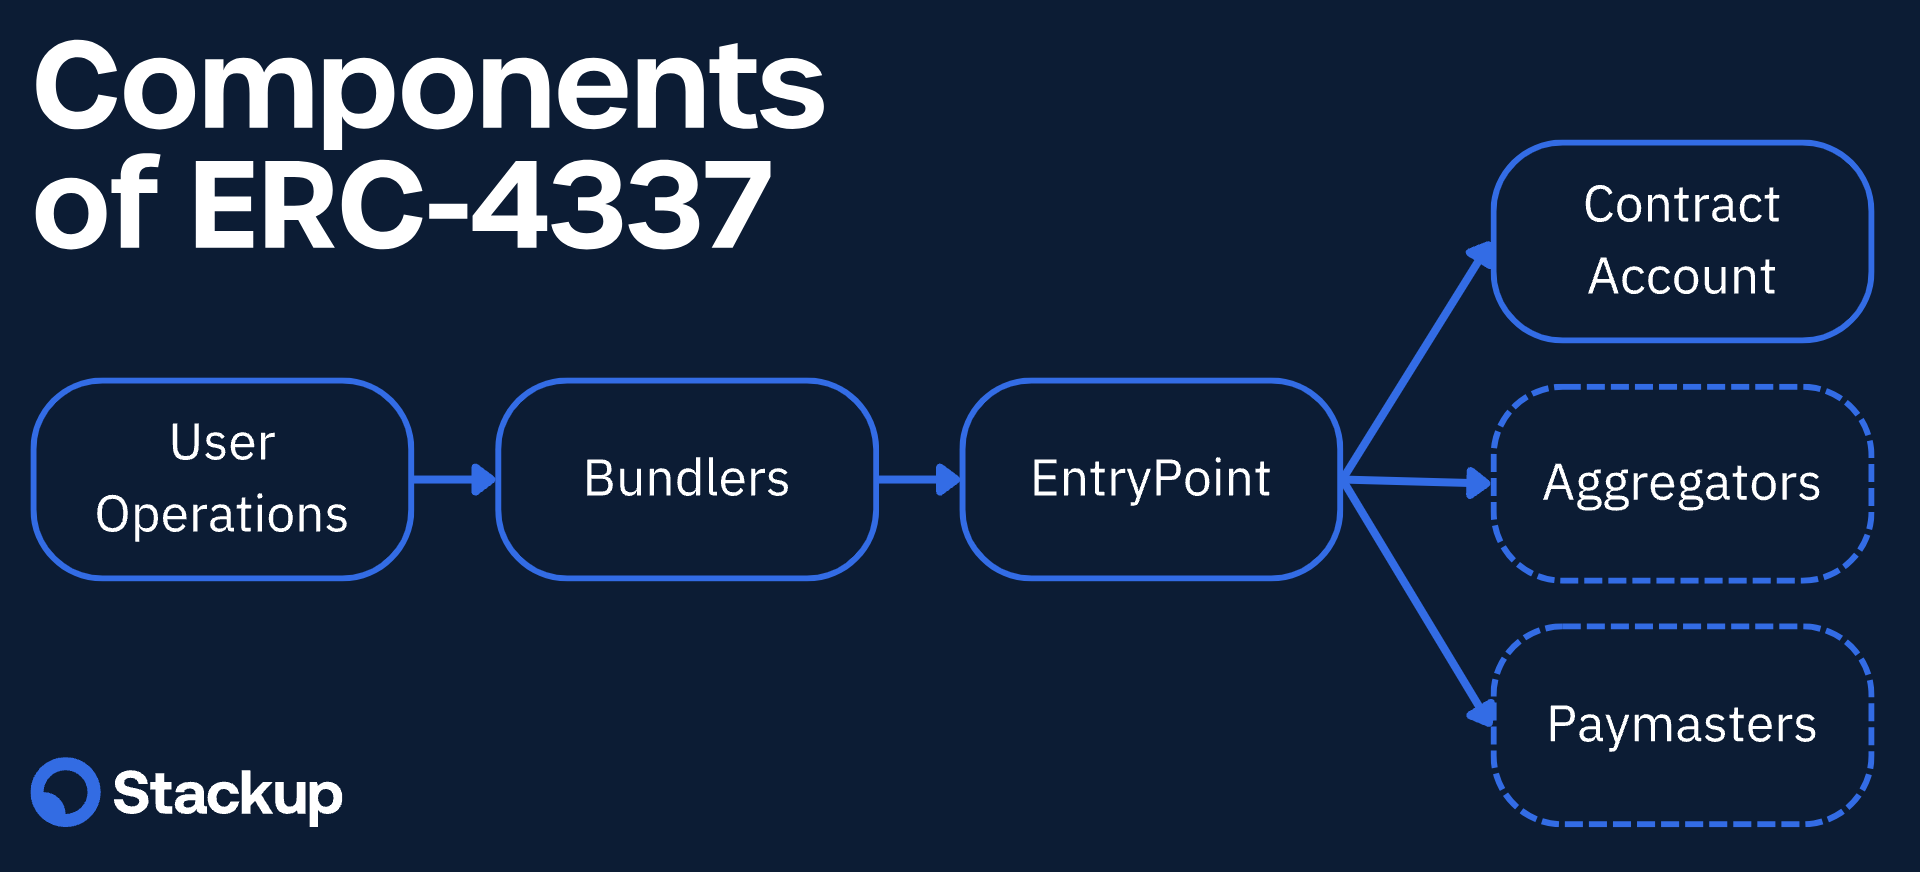 Components
of ERC-4337
User
Operations
Bundlers
EntryPoint
Contract
Account
Aggregators
Paymasters
Stackup